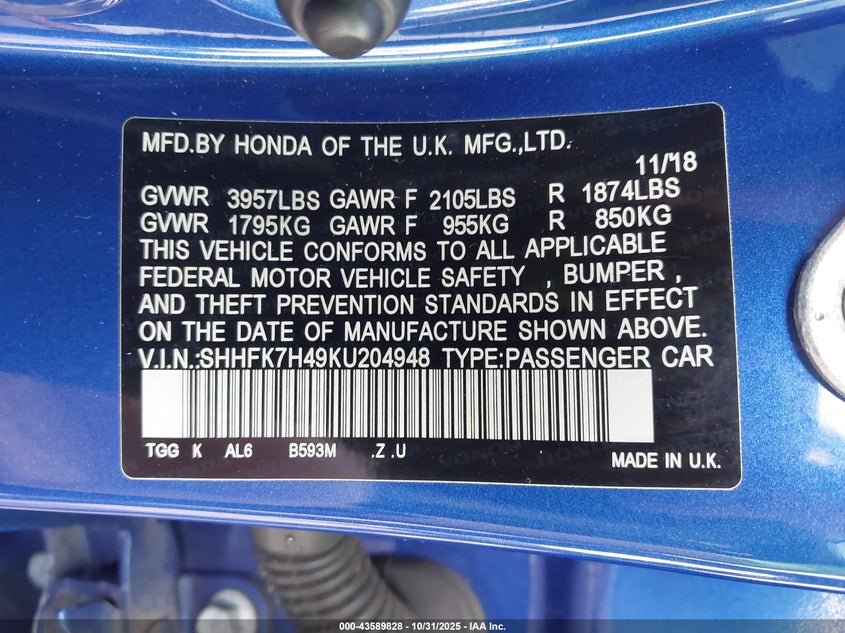 MFD.BY HONDA OF THE U.K. MFG.,LTD.
11/18
GVWR 3957LBS GAWR F 2105LBS R 1874LBS
GVWR 1795KG GAWR F 955KG R 850KG
THIS VEHICLE CONFORMS TO ALL APPLICABLE
FEDERAL MOTOR VEHICLE SAFETY , BUMPER ,
AND THEFT PREVENTION STANDARDS IN EFFECT
ON THE DATE OF MANUFACTURE SHOWN ABOVE.
V.I.N.:SHHFK7H49KU204948 TYPE:PASSENGER CAR
TGG K AL6 B593M .Z .U
MADE IN U.K.
000-43589828 - 10/31/2025 - IAA Inc.